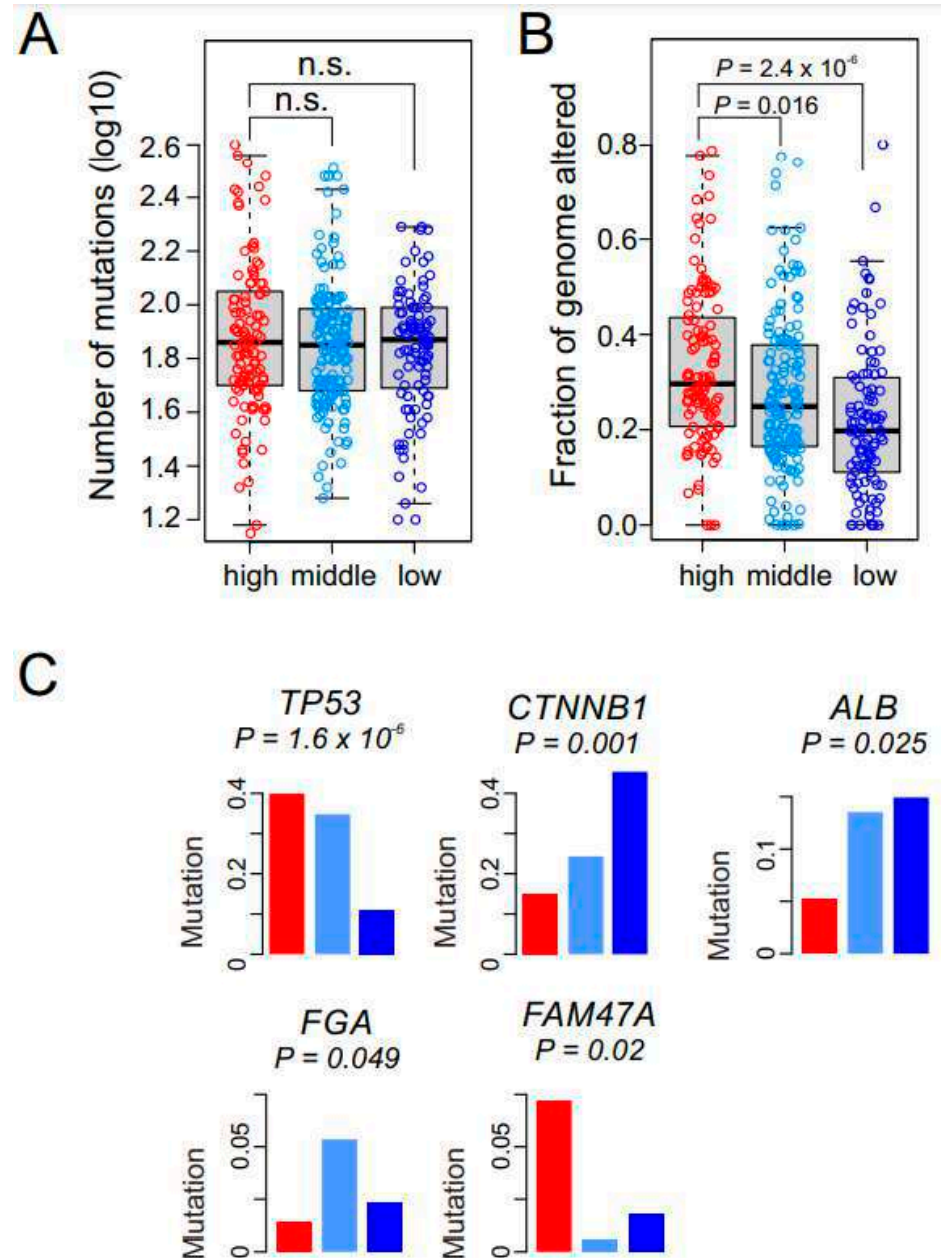 A
B
n.s.
n.s.
P = 2.4 x 10⁻⁶
P = 0.016
Number of mutations (log10)
2.6
2.4
2.2
2.0
1.8
1.6
1.4
1.2
high middle low
Fraction of genome altered
0.8
0.6
0.4
0.2
0.0
high middle low
C
TP53
P = 1.6 x 10⁻⁶
Mutation
0.4
0.2
0
CTNNB1
P = 0.001
Mutation
0.4
0.2
0
ALB
P = 0.025
Mutation
0.1
0
FGA
P = 0.049
Mutation
0.05
0
FAM47A
P = 0.02
Mutation
0.05
0